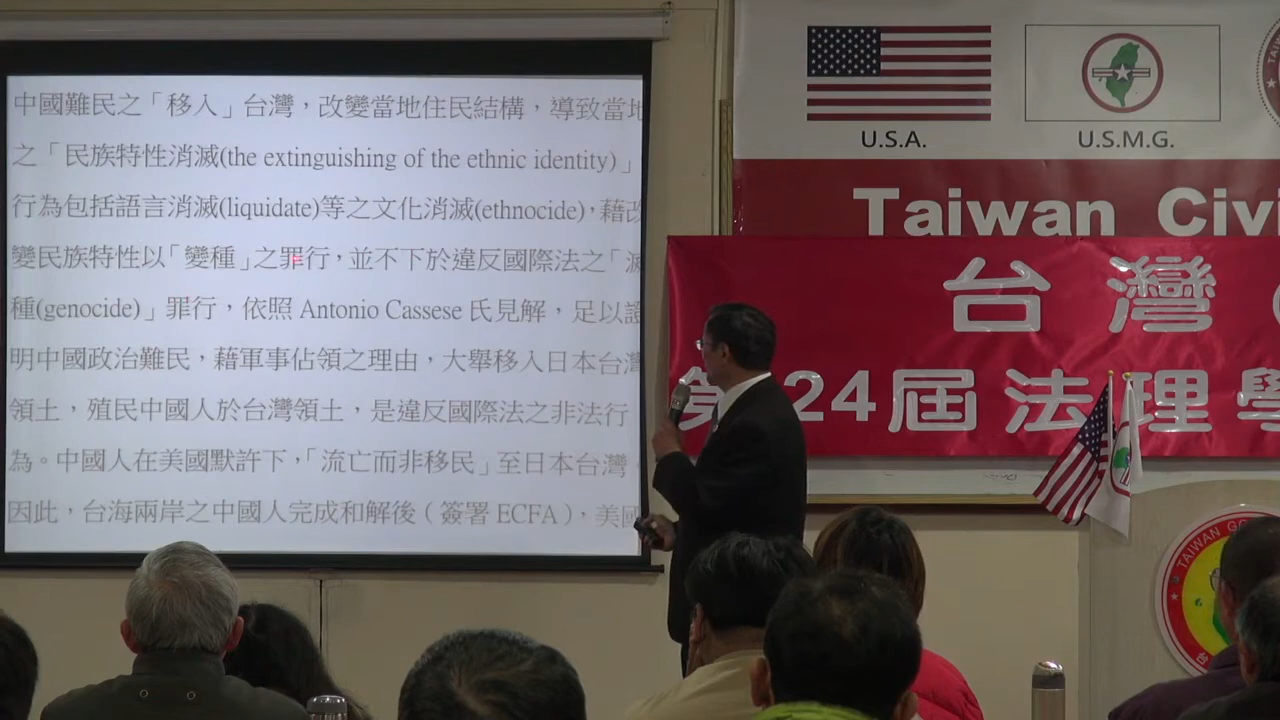 中國難民之「移入」台灣，改變當地住民結構，導致當地
之「民族特性消滅(the extinguishing of the ethnic identity)」
行為包括語言消滅(liquidate)等之文化消滅(ethnocide)，藉改
變民族特性以「變種」之罪行，並不下於違反國際法之「滅
種(genocide)」罪行，依照 Antonio Cassese 氏見解，足以證
明中國政治難民，藉軍事佔領之理由，大舉移入日本台灣
領土，殖民中國人於台灣領土，是違反國際法之非法行
為。中國人在美國默許下，「流亡而非移民」至日本台灣
因此，台海兩岸之中國人完成和解後（簽署 ECFA），美國
U.S.A.
U.S.M.G.
Taiwan Civi
台灣
第24屆法理學
TAIWAN GO